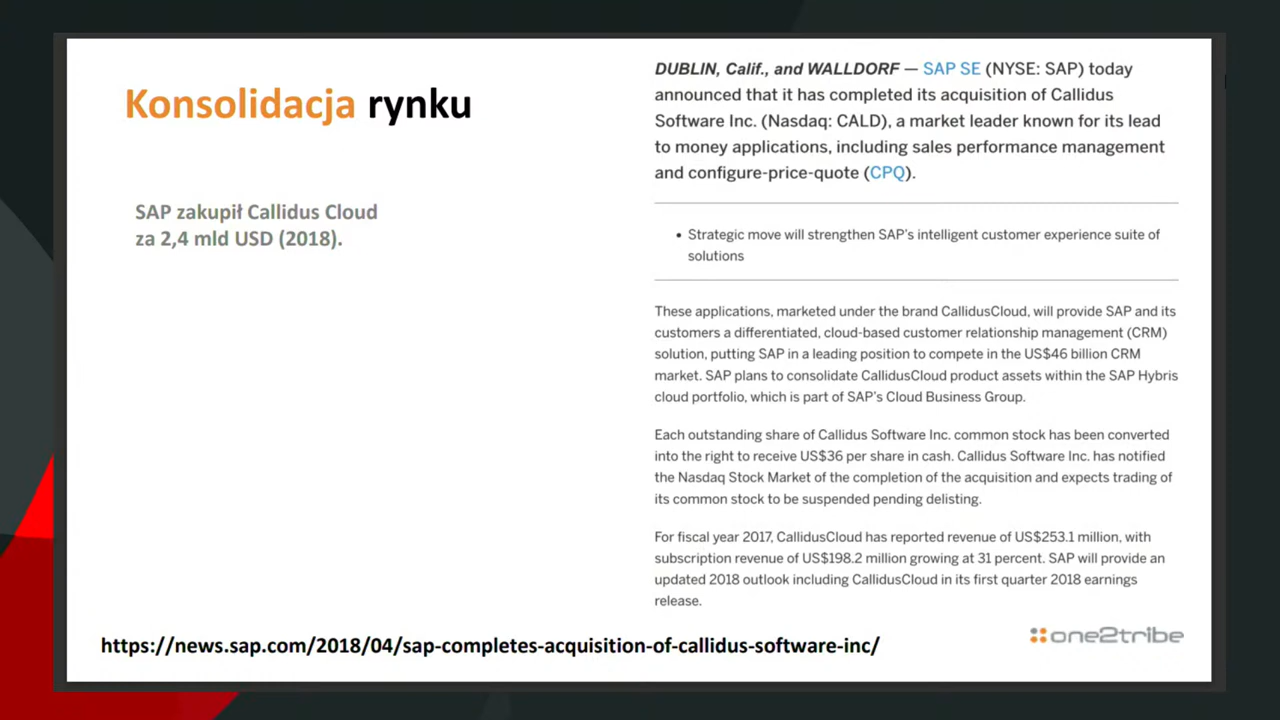 Konsolidacja rynku
SAP zakupił Callidus Cloud
za 2,4 mld USD (2018).
DUBLIN, Calif., and WALLDORF — SAP SE (NYSE: SAP) today
announced that it has completed its acquisition of Callidus
Software Inc. (Nasdaq: CALD), a market leader known for its lead
to money applications, including sales performance management
and configure-price-quote (CPQ).
• Strategic move will strengthen SAP's intelligent customer experience suite of
solutions
These applications, marketed under the brand CallidusCloud, will provide SAP and its
customers a differentiated, cloud-based customer relationship management (CRM)
solution, putting SAP in a leading position to compete in the US$46 billion CRM
market. SAP plans to consolidate CallidusCloud product assets within the SAP Hybris
cloud portfolio, which is part of SAP's Cloud Business Group.
Each outstanding share of Callidus Software Inc. common stock has been converted
into the right to receive US$36 per share in cash. Callidus Software Inc. has notified
the Nasdaq Stock Market of the completion of the acquisition and expects trading of
its common stock to be suspended pending delisting.
For fiscal year 2017, CallidusCloud has reported revenue of US$253.1 million, with
subscription revenue of US$198.2 million growing at 31 percent. SAP will provide an
updated 2018 outlook including CallidusCloud in its first quarter 2018 earnings
release.
https://news.sap.com/2018/04/sap-completes-acquisition-of-callidus-software-inc/
one2tribe